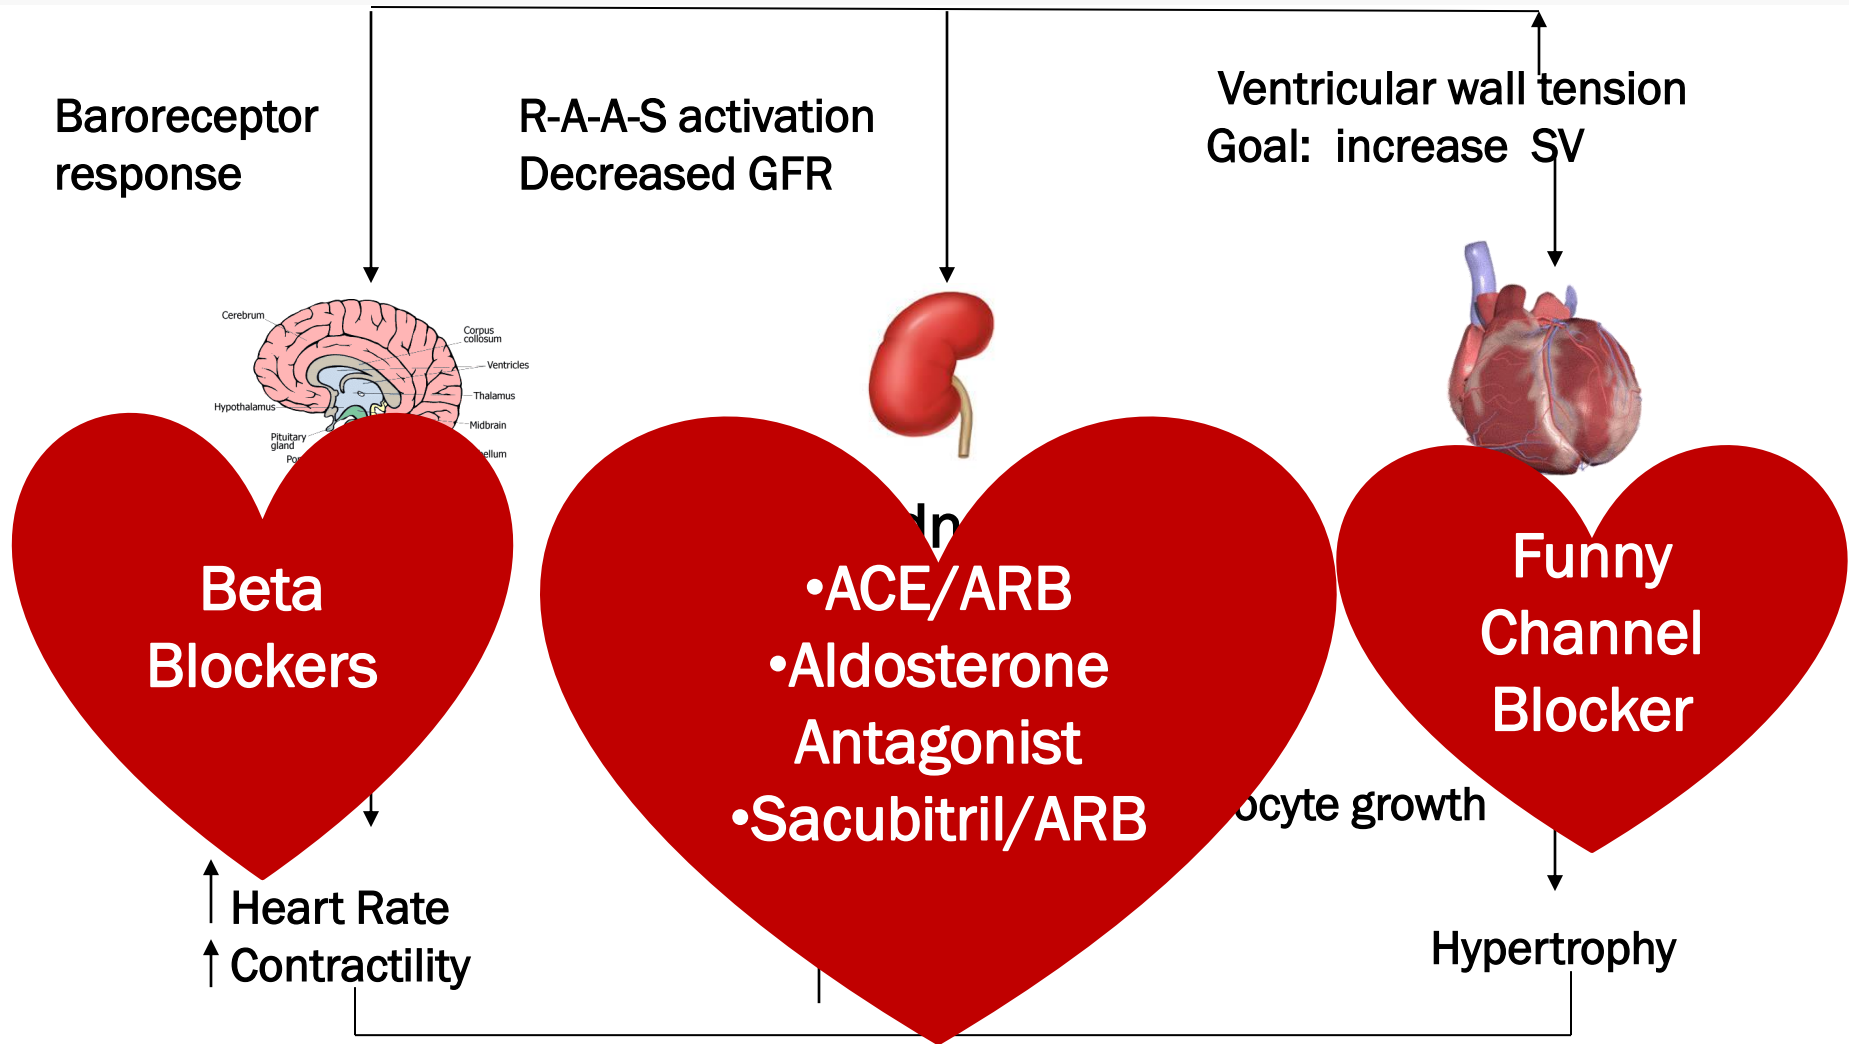 Baroreceptor
response
R-A-A-S activation
Decreased GFR
Ventricular wall tension
Goal: increase SV
Cerebrum
Corpus
collosum
Ventricles
Thalamus
Hypothalamus
Midbrain
Pituitary
gland
Beta
Blockers
•ACE/ARB
•Aldosterone
Antagonist
•Sacubitril/ARB
Funny
Channel
Blocker
growth
Heart Rate
Contractility
Hypertrophy